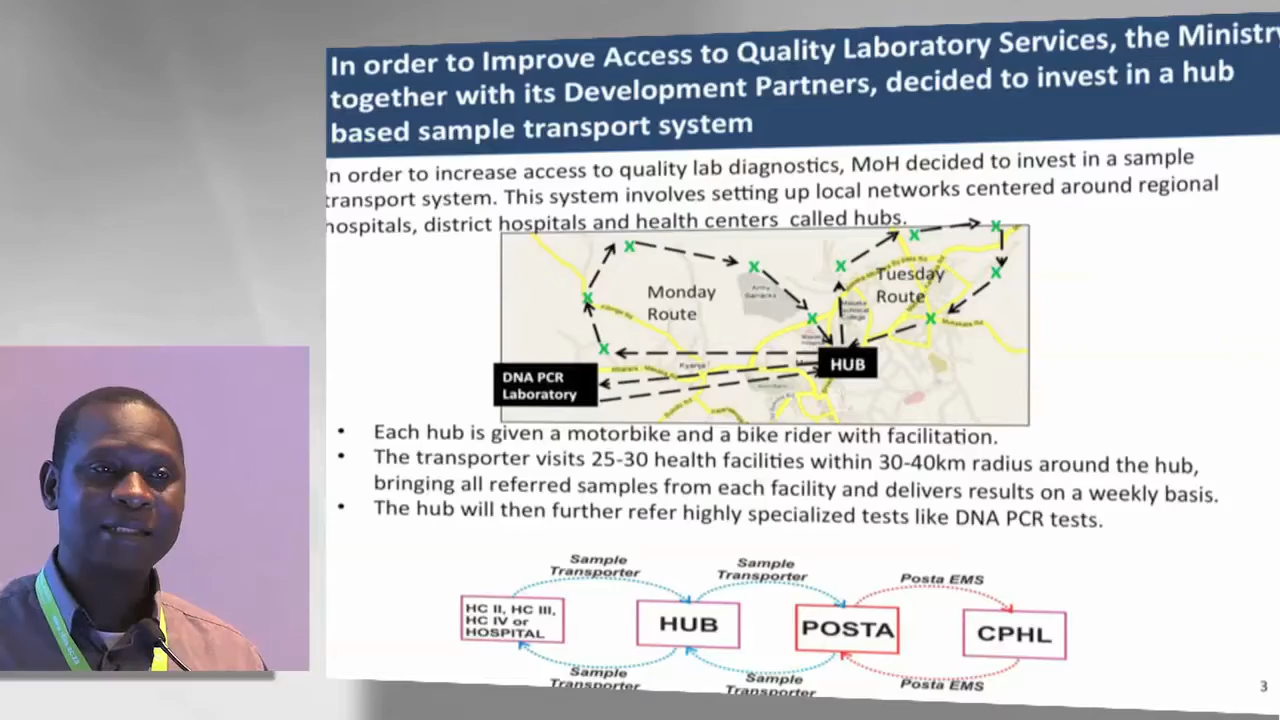 In order to Improve Access to Quality Laboratory Services, the Ministry
together with its Development Partners, decided to invest in a hub
based sample transport system
In order to increase access to quality lab diagnostics, MoH decided to invest in a sample
transport system. This system involves setting up local networks centered around regional
hospitals, district hospitals and health centers called hubs.
Monday
Route
Army
Barracks
Tuesday
Route
HUB
DNA PCR
Laboratory
• Each hub is given a motorbike and a bike rider with facilitation.
• The transporter visits 25-30 health facilities within 30-40km radius around the hub,
bringing all referred samples from each facility and delivers results on a weekly basis.
• The hub will then further refer highly specialized tests like DNA PCR tests.
Sample
Transporter
Sample
Transporter
Posta EMS
HC II, HC III,
HC IV or
HOSPITAL
HUB
POSTA
CPHL
Sample
Transporter
Sample
Transporter
Posta EMS
3